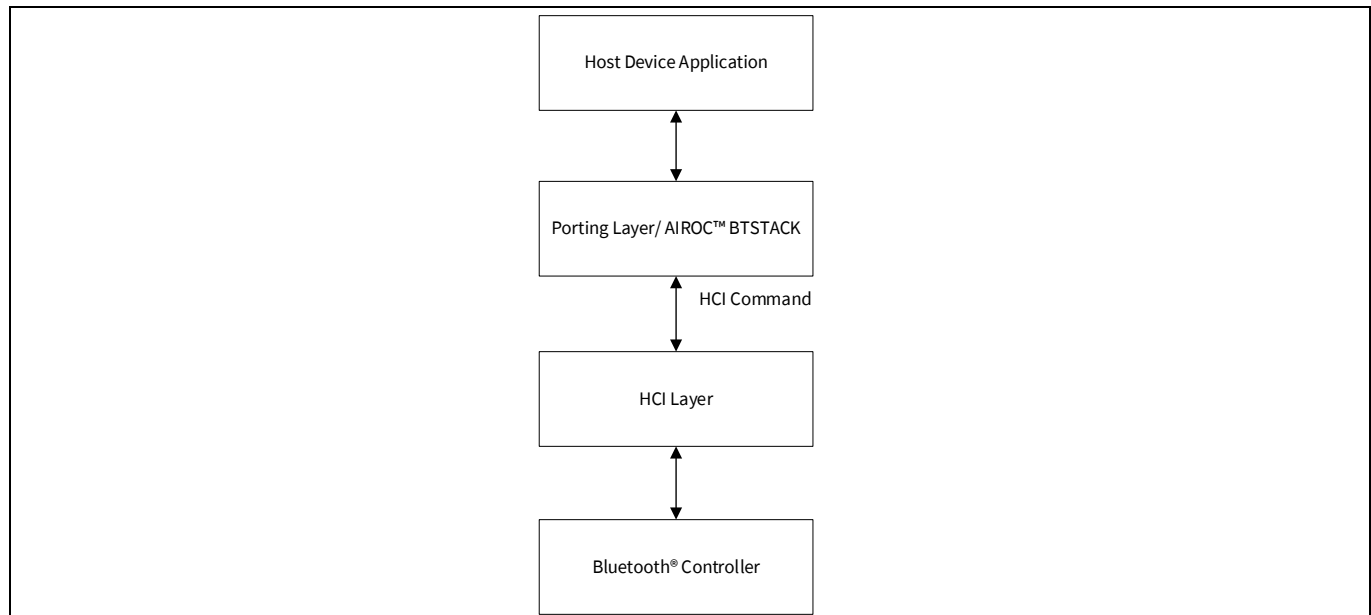 Host Device Application
Porting Layer/ AIROC™ BTSTACK
HCI Command
HCI Layer
Bluetooth® Controller